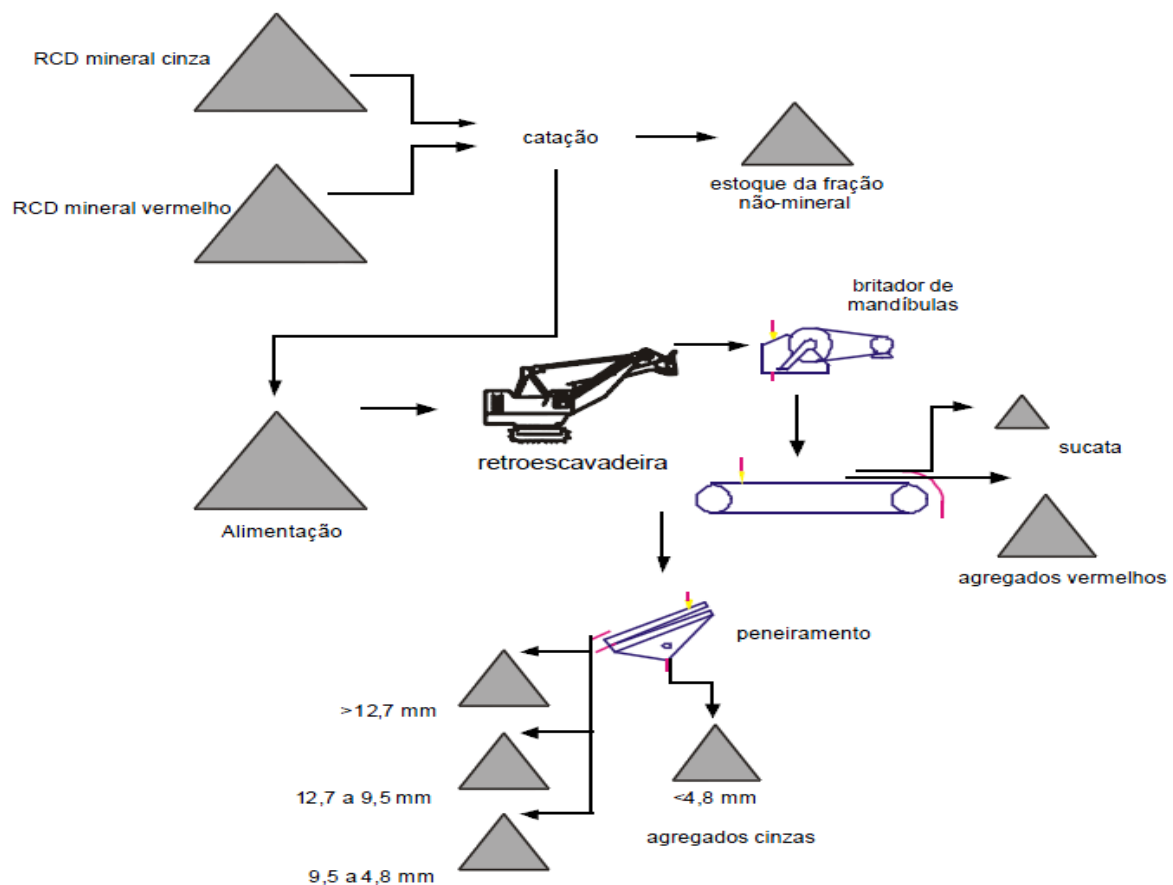 RCD mineral cinza
catação
estoque da fração
não-mineral
RCD mineral vermelho
britador de
mandíbulas
retroescavadeira
sucata
Alimentação
agregados vermelhos
peneiramento
>12,7 mm
12,7 a 9,5 mm
<4,8 mm
agregados cinzas
9,5 a 4,8 mm